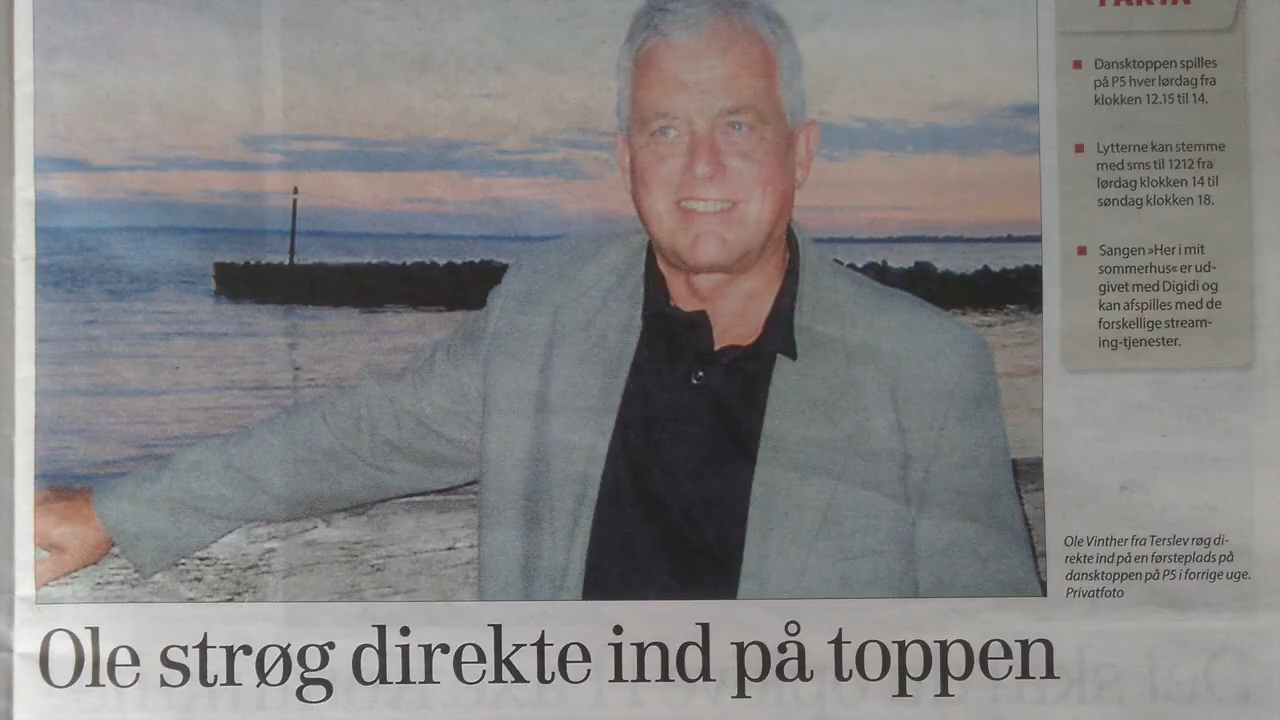 FAKTA
Dansktoppen spilles
på P5 hver lørdag fra
klokken 12.15 til 14.
Lytterne kan stemme
med sms til 1212 fra
lørdag klokken 14 til
søndag klokken 18.
Sangen »Her i mit
sommerhus« er ud-
givet med Digidi og
kan afspilles med de
forskellige stream-
ing-tjenester.
Ole Vinther fra Terslev røg di-
rekte ind på en førsteplads på
dansktoppen på P5 i forrige uge.
Privatfoto
Ole strøg direkte ind på toppen